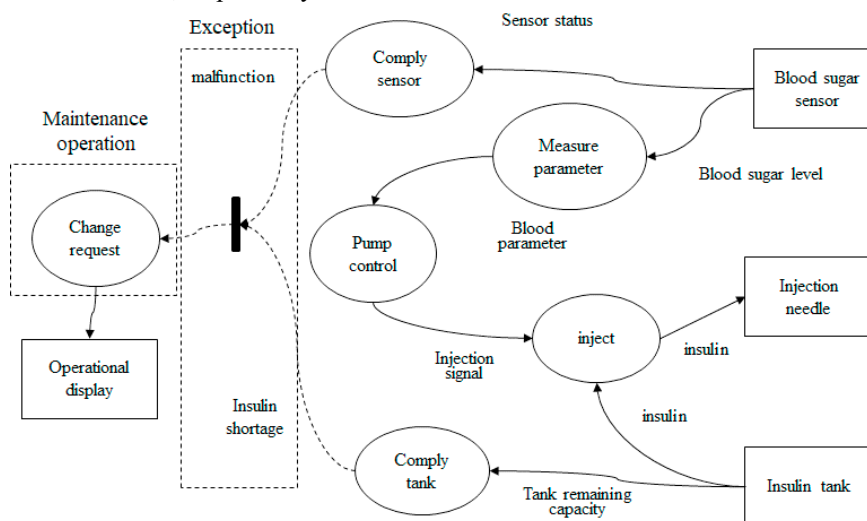 Exception
Sensor status
malfunction
Comply
sensor
Blood sugar
sensor
Maintenance
operation
Measure
parameter
Blood sugar level
Change
request
Pump
control
Blood
parameter
Injection
needle
inject
insulin
Operational
display
Injection
signal
insulin
Insulin
shortage
Comply
tank
Tank remaining
capacity
Insulin tank